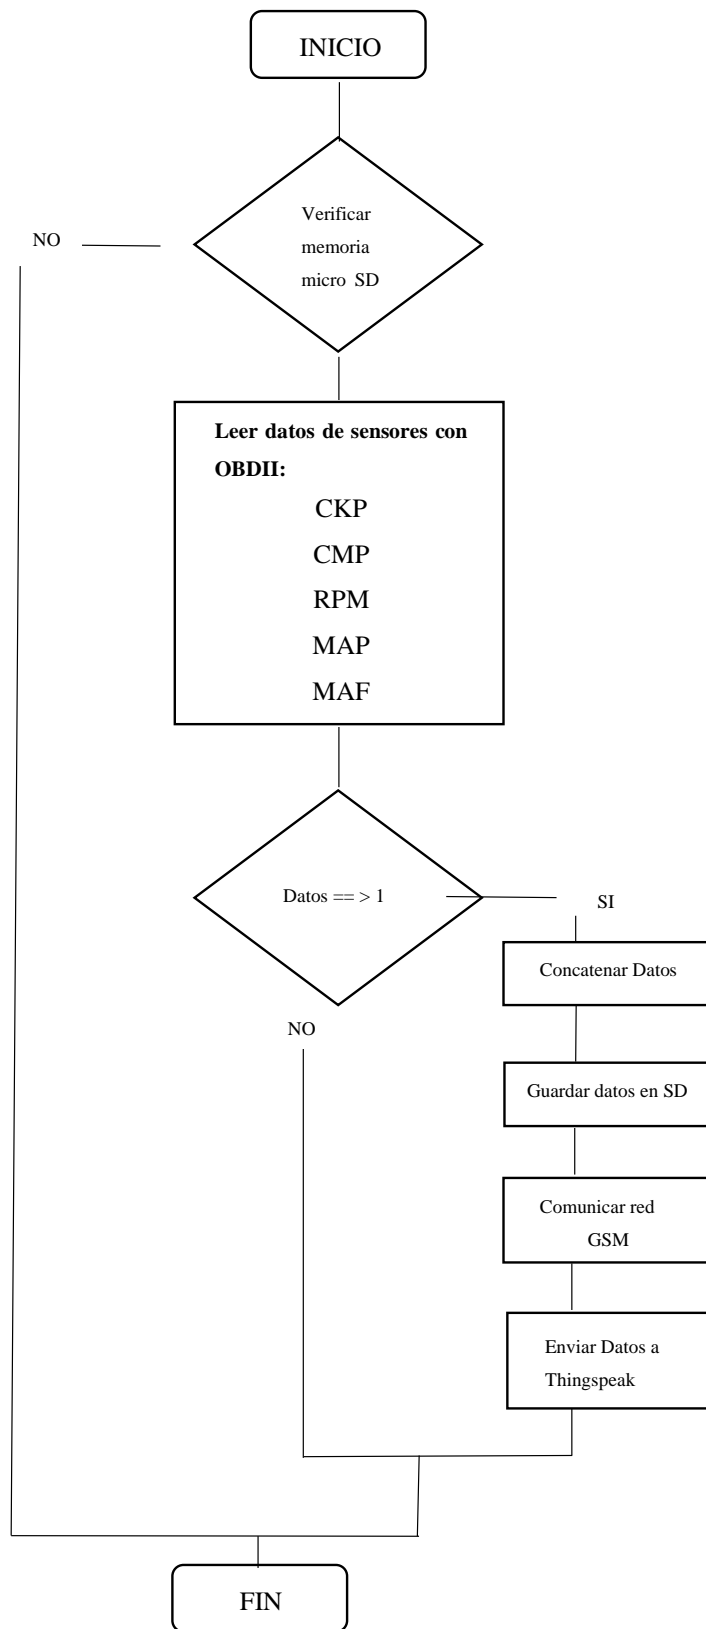 INICIO
Verificar
memoria
micro SD
NO
Leer datos de sensores con
OBDII:
CKP
CMP
RPM
MAP
MAF
Datos == > 1
SI
NO
Concatenar Datos
Guardar datos en SD
Comunicar red
GSM
Enviar Datos a
Thingspeak
FIN